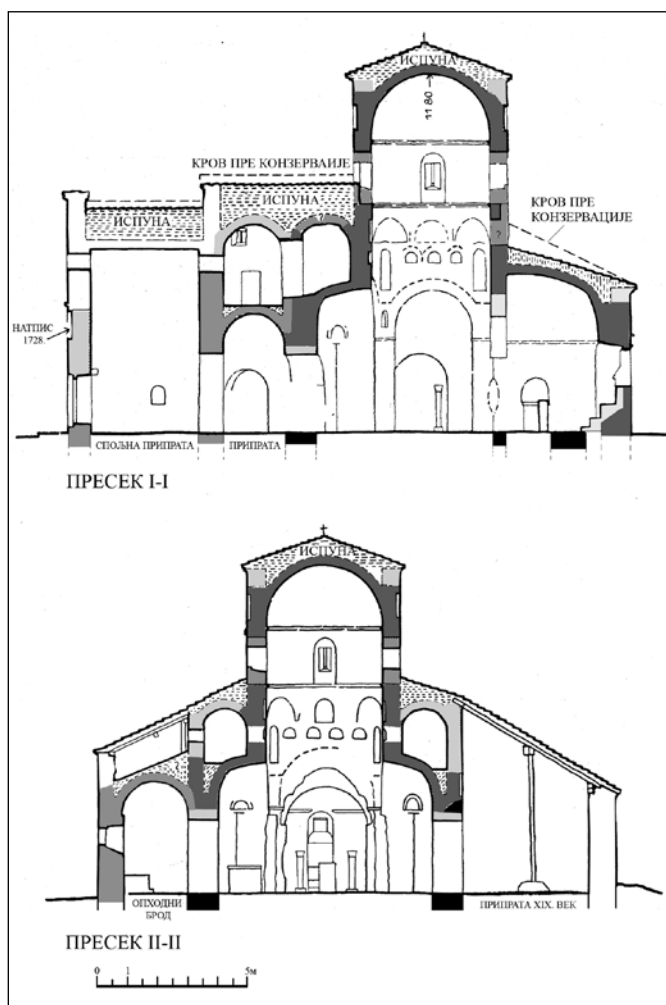 ИСПУНА
11 80
КРОВ ПРЕ КОНЗЕРВАИЈЕ
ИСПУНА
ИСПУНА
КРОВ ПРЕ
КОНЗЕРВАЦИЈЕ
?
НАТПИС
1728.
СПОЉНА ПРИПРАТА
ПРИПРАТА
ПРЕСЕК I-I
ИСПУНА
ОПХОДНИ
БРОД
ПРИПРАТА XIX. ВЕК
ПРЕСЕК II-II
0 1 5м